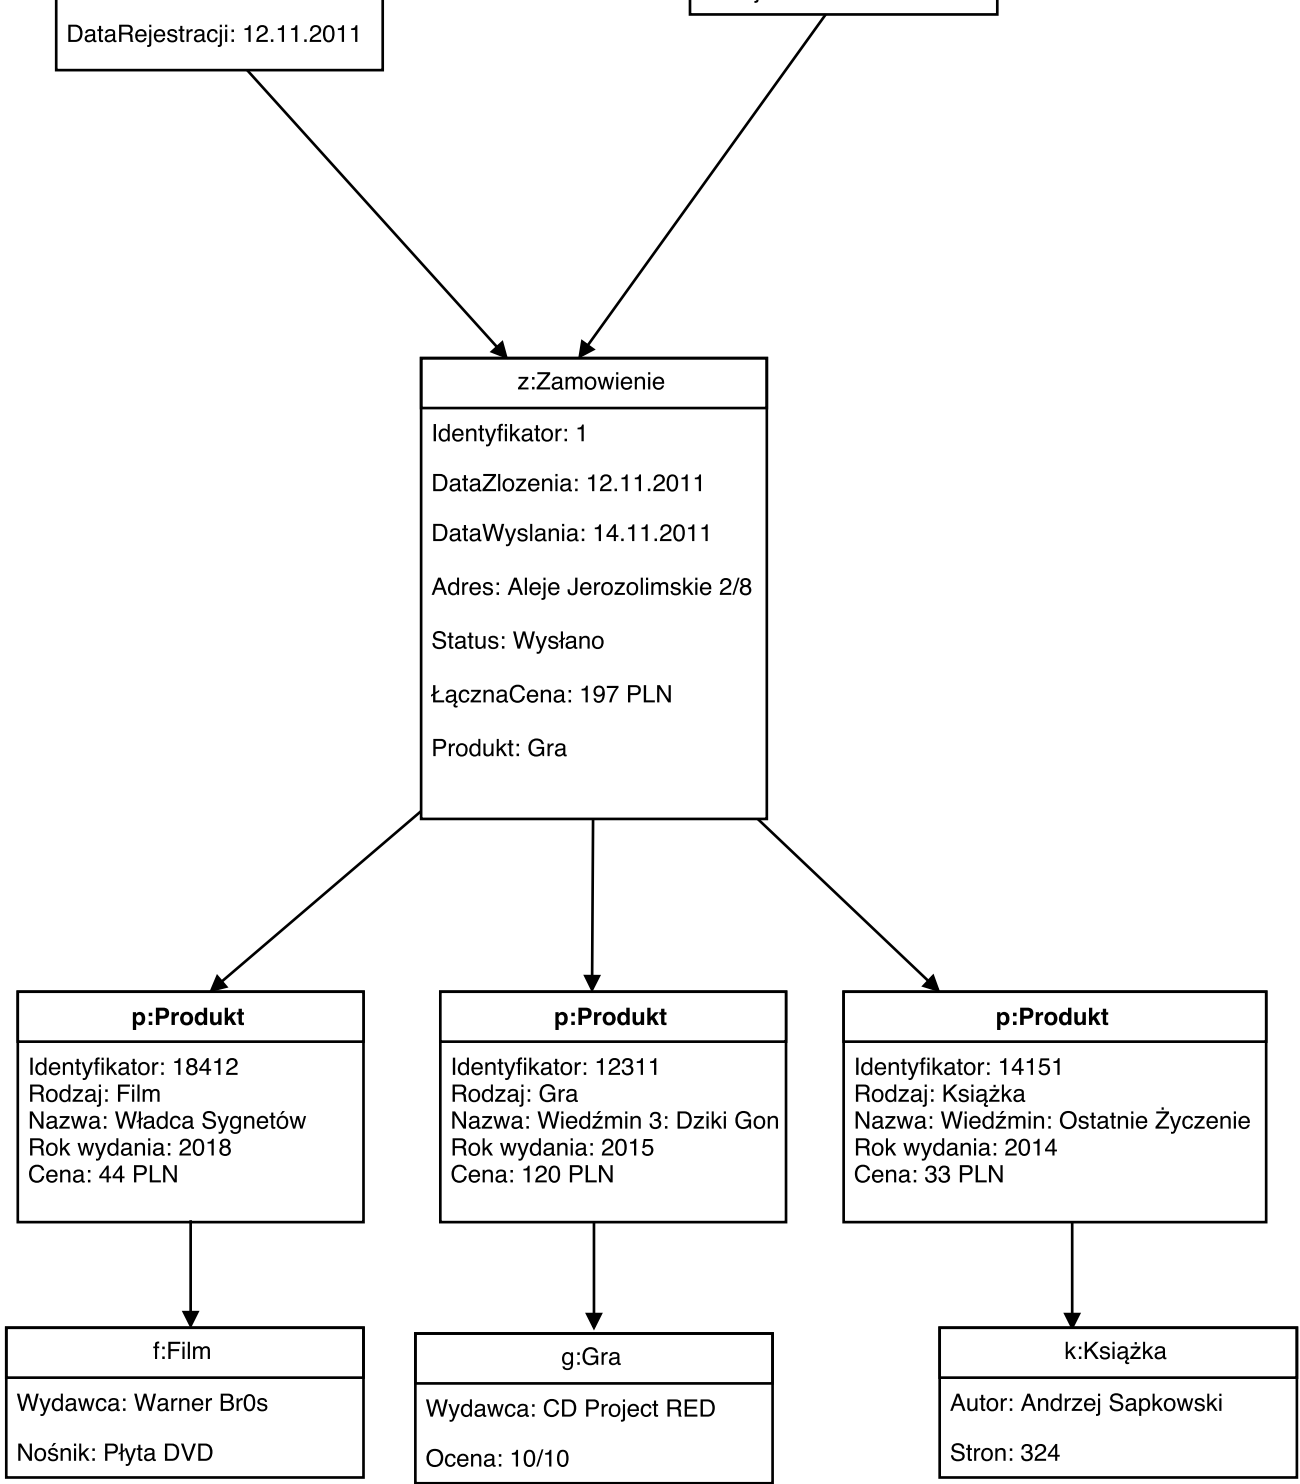 DataRejestracji: 12.11.2011
z:Zamowienie
Identyfikator: 1
DataZlozenia: 12.11.2011
DataWyslania: 14.11.2011
Adres: Aleje Jerozolimskie 2/8
Status: Wysłano
ŁącznaCena: 197 PLN
Produkt: Gra
p:Produkt
Identyfikator: 18412
Rodzaj: Film
Nazwa: Władca Sygnetów
Rok wydania: 2018
Cena: 44 PLN
p:Produkt
Identyfikator: 12311
Rodzaj: Gra
Nazwa: Wiedźmin 3: Dziki Gon
Rok wydania: 2015
Cena: 120 PLN
p:Produkt
Identyfikator: 14151
Rodzaj: Książka
Nazwa: Wiedźmin: Ostatnie Życzenie
Rok wydania: 2014
Cena: 33 PLN
f:Film
Wydawca: Warner Br0s
Nośnik: Płyta DVD
g:Gra
Wydawca: CD Project RED
Ocena: 10/10
k:Książka
Autor: Andrzej Sapkowski
Stron: 324